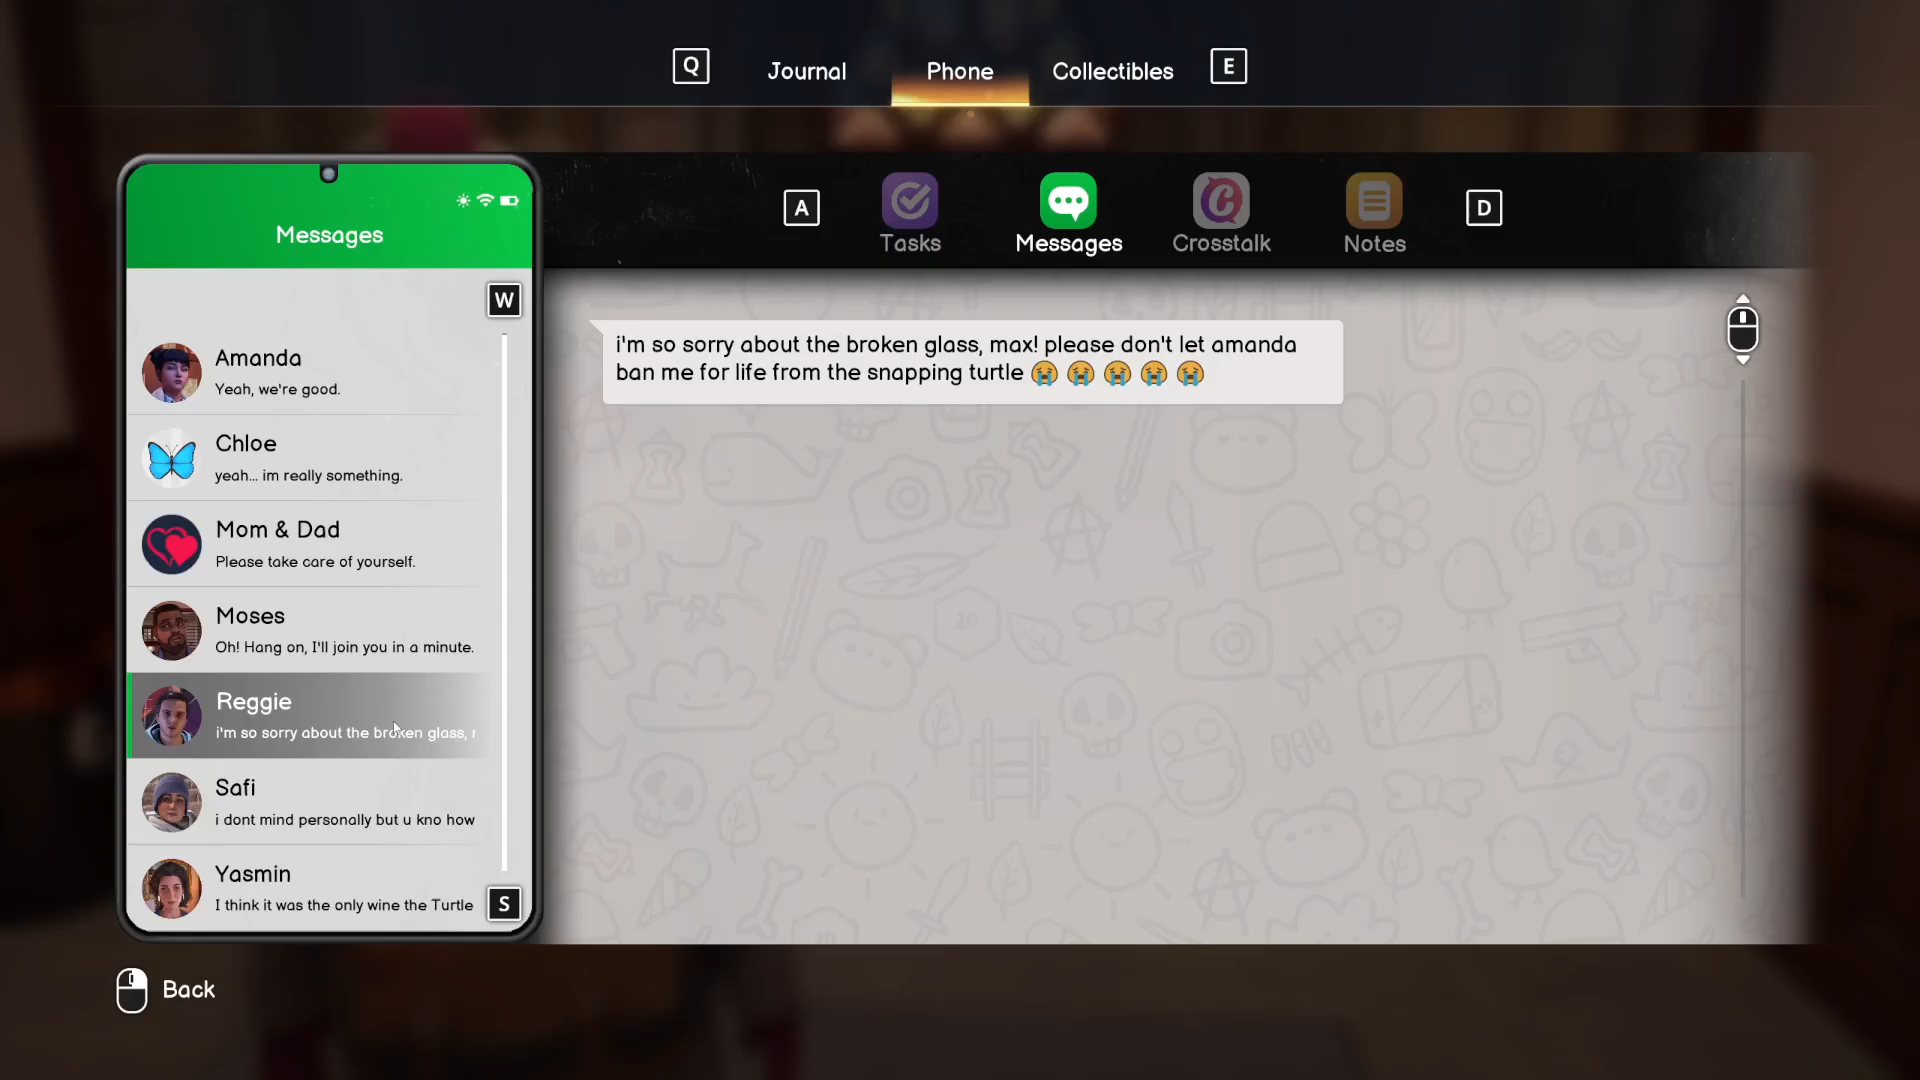 Q Journal Phone Collectibles E
Messages
A Tasks Messages Crosstalk Notes D
W
Amanda
Yeah, we're good.
Chloe
yeah... im really something.
Mom & Dad
Please take care of yourself.
Moses
Oh! Hang on, I'll join you in a minute.
Reggie
i'm so sorry about the broken glass, r
Safi
i dont mind personally but u kno how
Yasmin
I think it was the only wine the Turtle
S
i'm so sorry about the broken glass, max! please don't let amanda
ban me for life from the snapping turtle 😭 😭 😭 😭 😭
Back